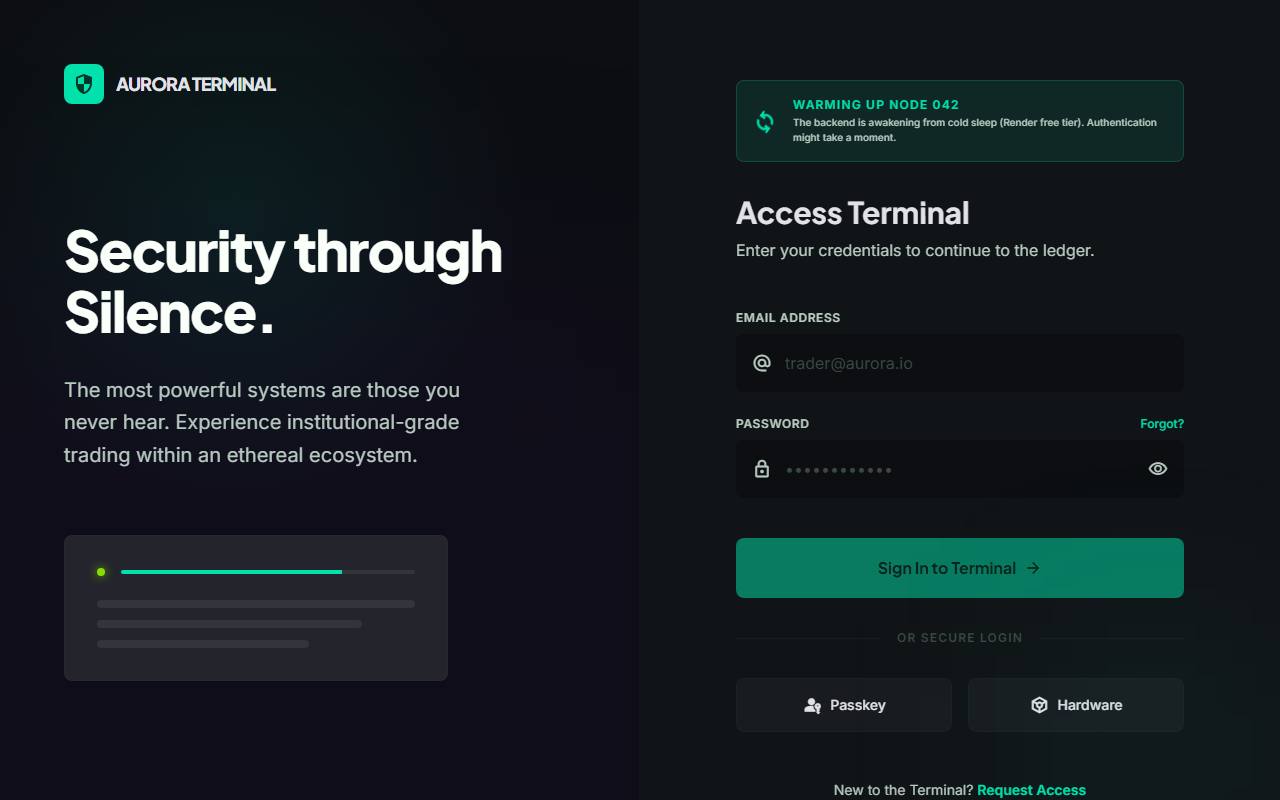 AURORA TERMINAL
Security through
Silence.
The most powerful systems are those you
never hear. Experience institutional-grade
trading within an ethereal ecosystem.
WARMING UP NODE 042
The backend is awakening from cold sleep (Render free tier). Authentication
might take a moment.
Access Terminal
Enter your credentials to continue to the ledger.
EMAIL ADDRESS
trader@aurora.io
PASSWORD
Forgot?
••••••••••••
Sign In to Terminal →
OR SECURE LOGIN
Passkey
Hardware
New to the Terminal? Request Access